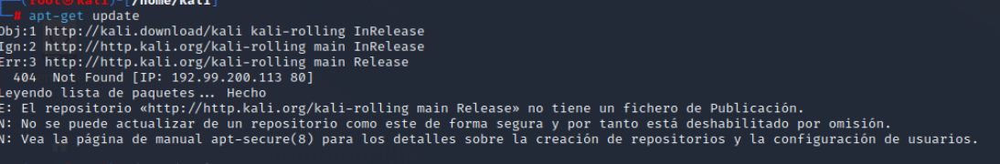 (root㉿kali)-[/home/kali]
# apt-get update
Obj:1 http://kali.download/kali kali-rolling InRelease
Ign:2 http://http.kali.org/kali-rolling main InRelease
Err:3 http://http.kali.org/kali-rolling main Release
404 Not Found [IP: 192.99.200.113 80]
Leyendo lista de paquetes... Hecho
E: El repositorio «http://http.kali.org/kali-rolling main Release» no tiene un fichero de Publicación.
N: No se puede actualizar de un repositorio como este de forma segura y por tanto está deshabilitado por omisión.
N: Vea la página de manual apt-secure(8) para los detalles sobre la creación de repositorios y la configuración de usuarios.